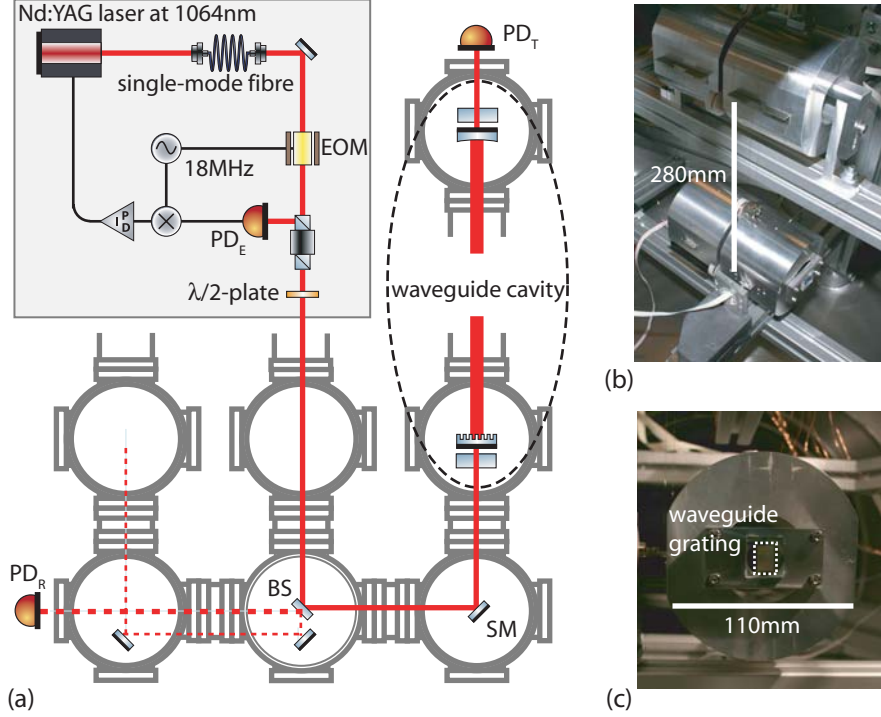 Nd:YAG laser at 1064nm
single-mode fibre
EOM
18MHz
PI
D
PD_E
λ/2-plate
PD_T
waveguide cavity
PD_R
BS
SM
(a)
280mm
(b)
waveguide
grating
110mm
(c)